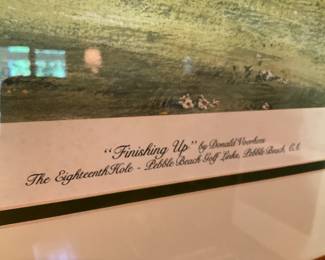 "Finishing Up" by Donald Voorhees
The Eighteenth Hole - Pebble Beach Golf Links, Pebble Beach, CA